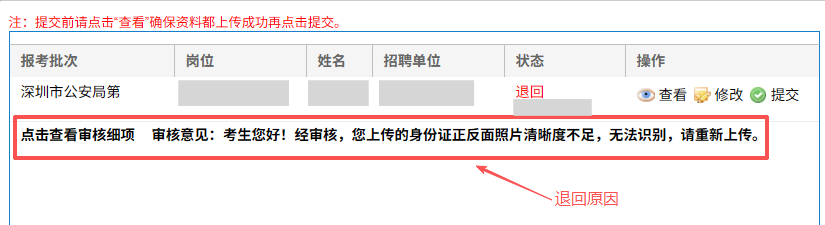 注：提交前请点击“查看”确保资料都上传成功再点击提交。
报考批次 岗位 姓名 招聘单位 状态 操作
深圳市公安局第 退回 查看 修改 提交
点击查看审核细项 审核意见：考生您好！经审核，您上传的身份证正反面照片清晰度不足，无法识别，请重新上传。
退回原因